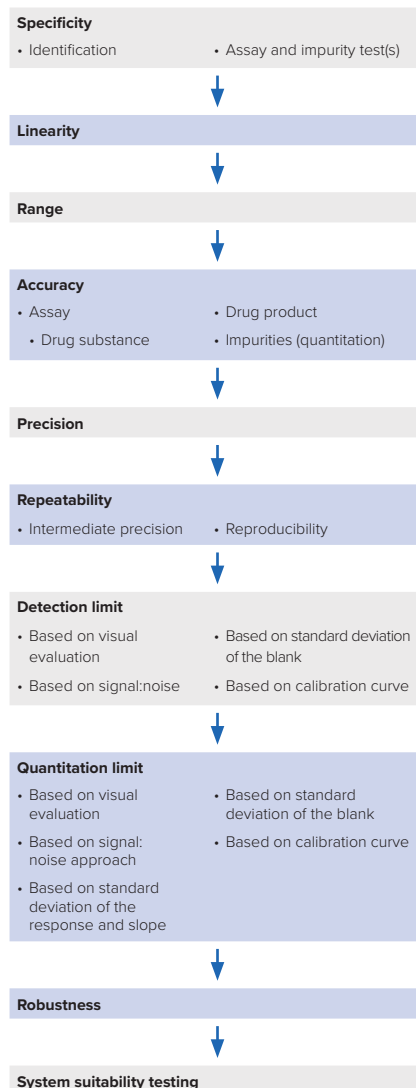 Specificity
• Identification
• Assay and impurity test(s)
Linearity
Range
Accuracy
• Assay
• Drug substance
• Drug product
• Impurities (quantitation)
Precision
Repeatability
• Intermediate precision
• Reproducibility
Detection limit
• Based on visual
evaluation
• Based on signal:noise
• Based on standard deviation
of the blank
• Based on calibration curve
Quantitation limit
• Based on visual
evaluation
• Based on signal:
noise approach
• Based on standard
deviation of the
response and slope
• Based on standard
deviation of the blank
• Based on calibration curve
Robustness
System suitability testing